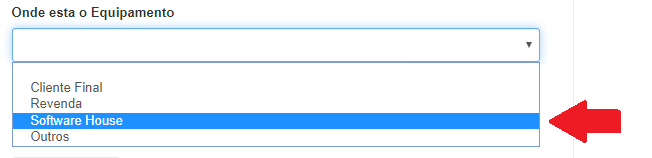 Onde esta o Equipamento
Cliente Final
Revenda
Software House
Outros